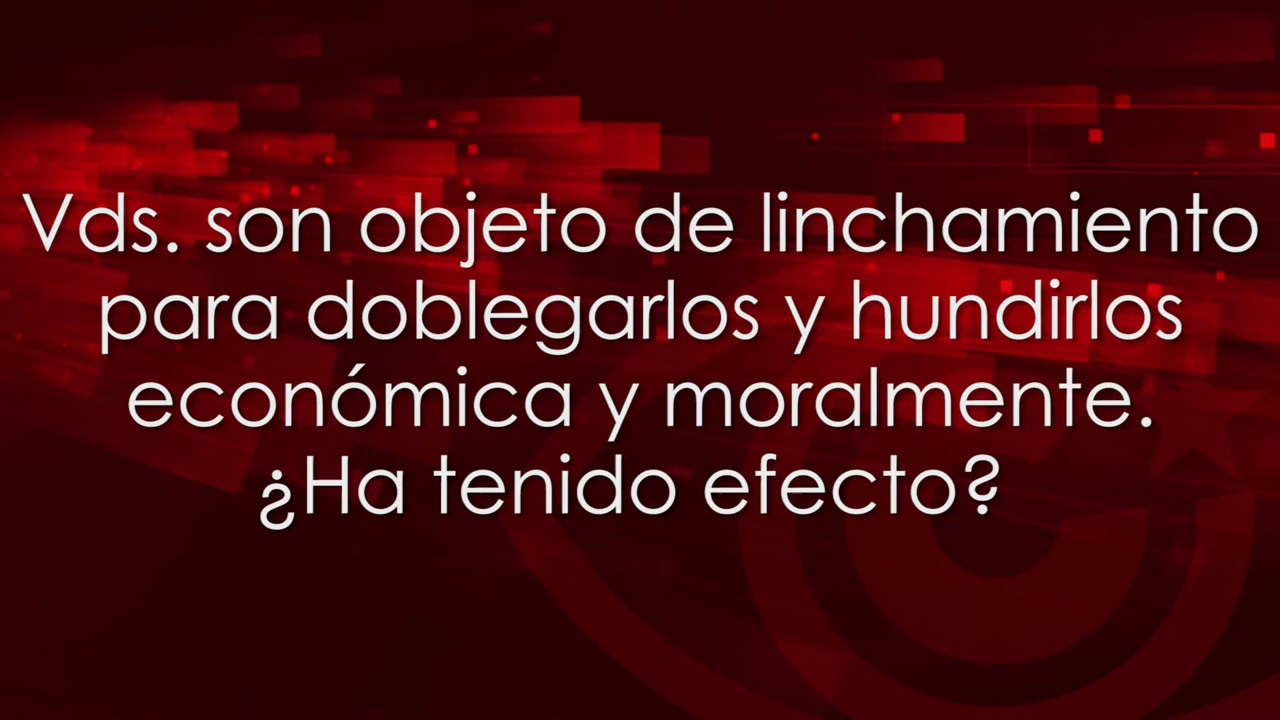 Vds. son objeto de linchamiento
para doblegarlos y hundirlos
económica y moralmente.
¿Ha tenido efecto?